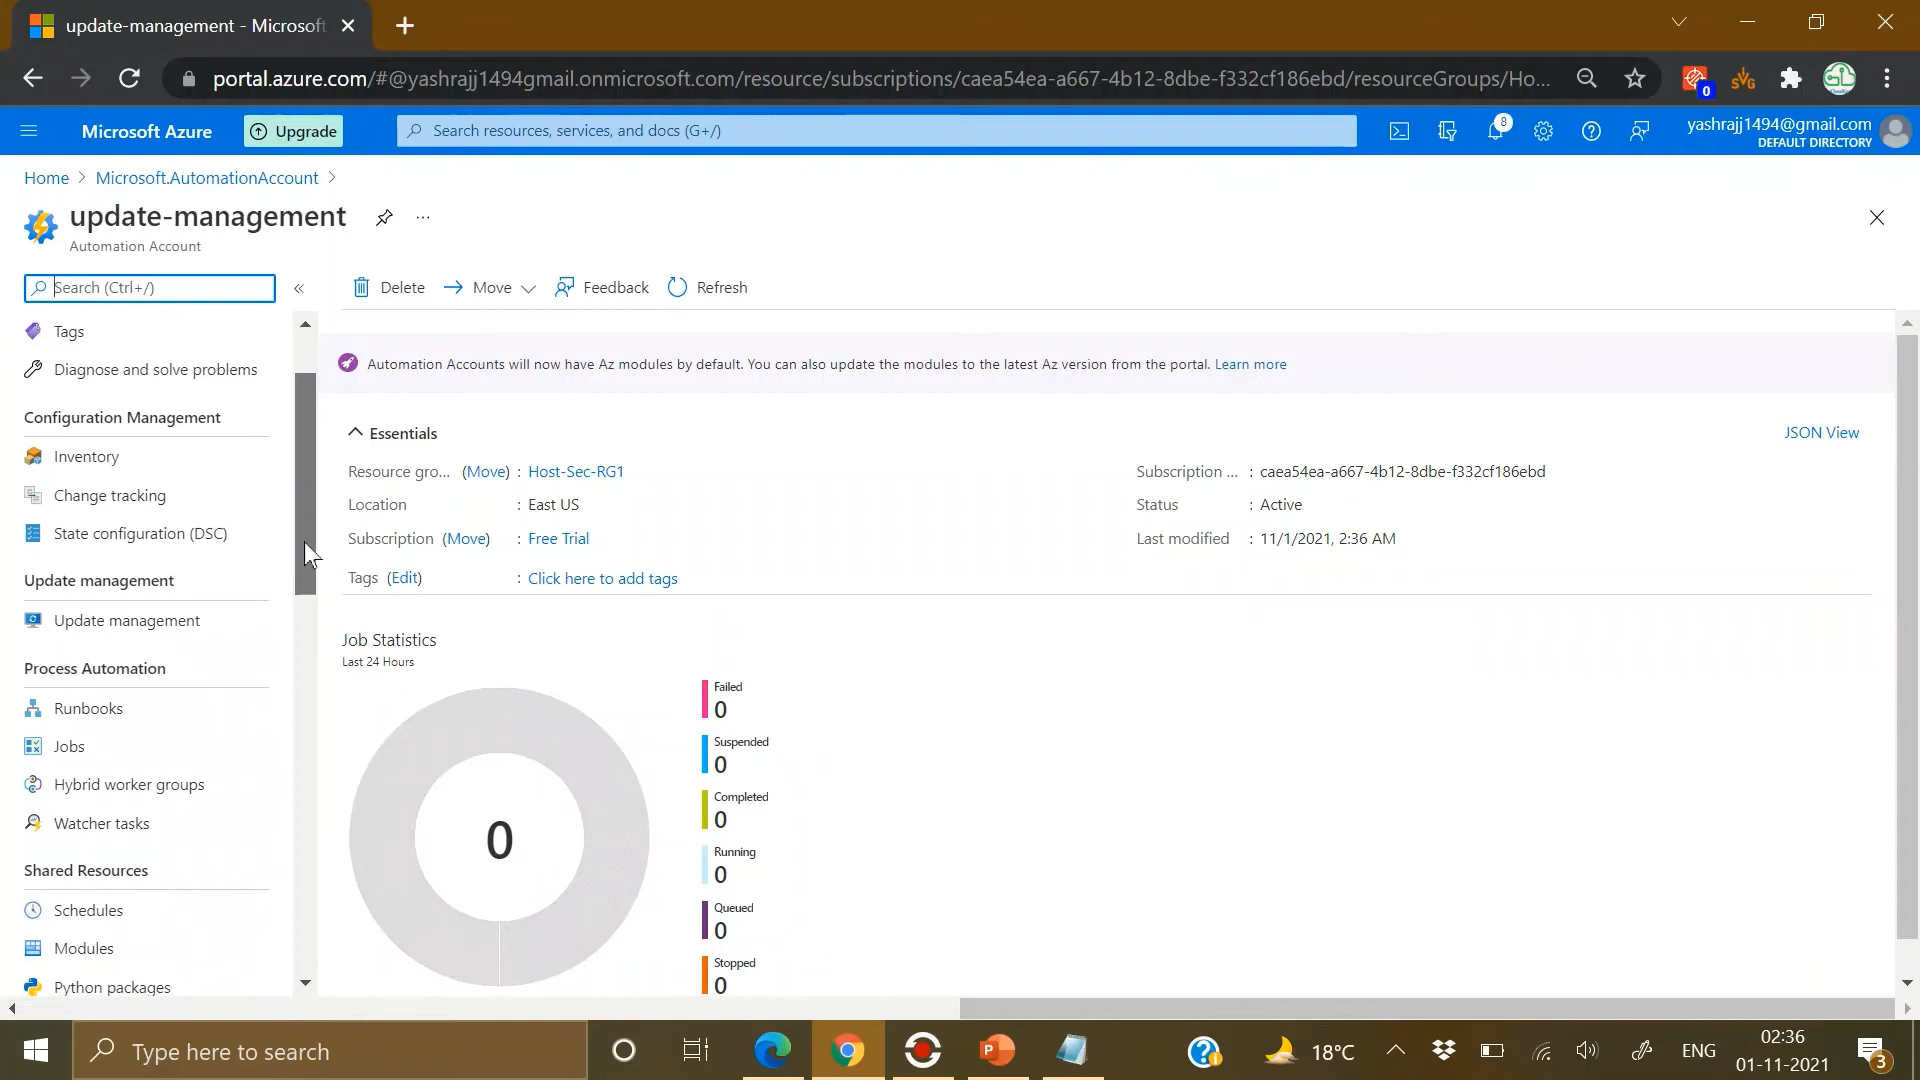 update-management - Microsoft
portal.azure.com/#@yashrajj1494gmail.onmicrosoft.com/resource/subscriptions/caea54ea-a667-4b12-8dbe-f332cf186ebd/resourceGroups/Ho...
0
Microsoft Azure
Upgrade
Search resources, services, and docs (G+/)
8
yashrajj1494@gmail.com
DEFAULT DIRECTORY
Home > Microsoft.AutomationAccount >
update-management
Automation Account
Search (Ctrl+/)
Delete
Move
Feedback
Refresh
Tags
Diagnose and solve problems
Configuration Management
Inventory
Change tracking
State configuration (DSC)
Update management
Update management
Process Automation
Runbooks
Jobs
Hybrid worker groups
Watcher tasks
Shared Resources
Schedules
Modules
Python packages
Automation Accounts will now have Az modules by default. You can also update the modules to the latest Az version from the portal. Learn more
Essentials
JSON View
Resource gro... (Move) : Host-Sec-RG1
Location : East US
Subscription (Move) : Free Trial
Tags (Edit) : Click here to add tags
Subscription ... : caea54ea-a667-4b12-8dbe-f332cf186ebd
Status : Active
Last modified : 11/1/2021, 2:36 AM
Job Statistics
Last 24 Hours
0
Failed
0
Suspended
0
Completed
0
Running
0
Queued
0
Stopped
0
Type here to search
18°C
ENG
02:36
01-11-2021
3